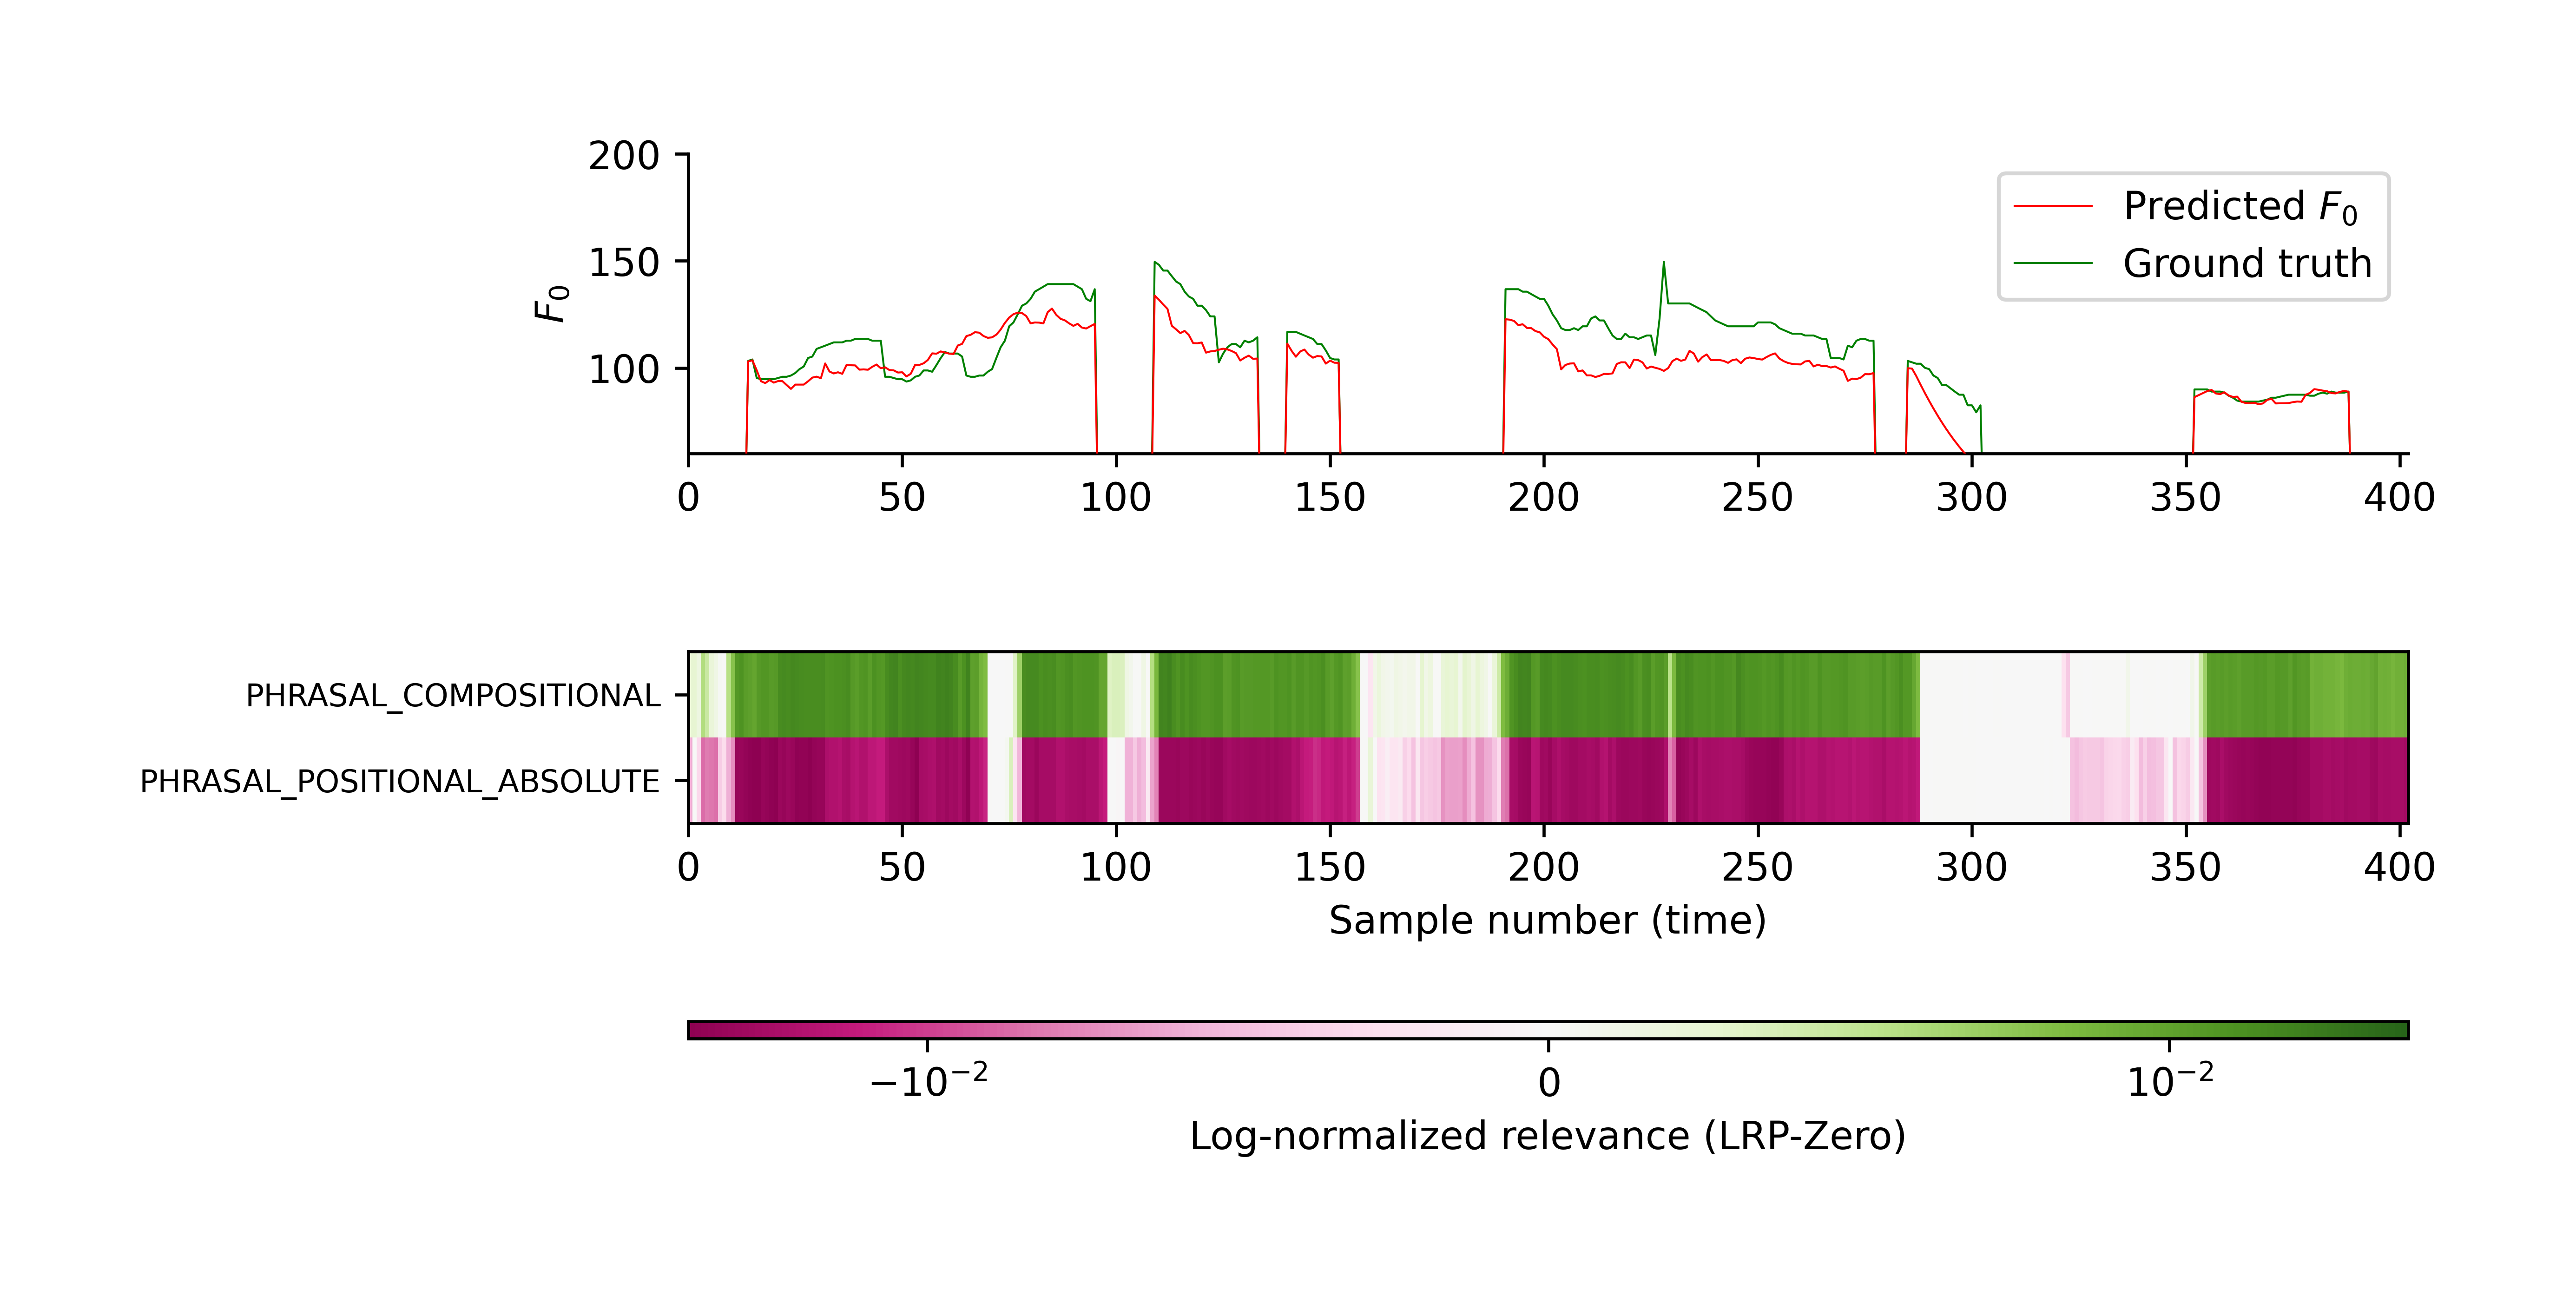 200
150
100
F₀
Predicted F₀
Ground truth
0 50 100 150 200 250 300 350 400
PHRASAL_COMPOSITIONAL
PHRASAL_POSITIONAL_ABSOLUTE
0 50 100 150 200 250 300 350 400
Sample number (time)
−10⁻² 0 10⁻²
Log-normalized relevance (LRP-Zero)